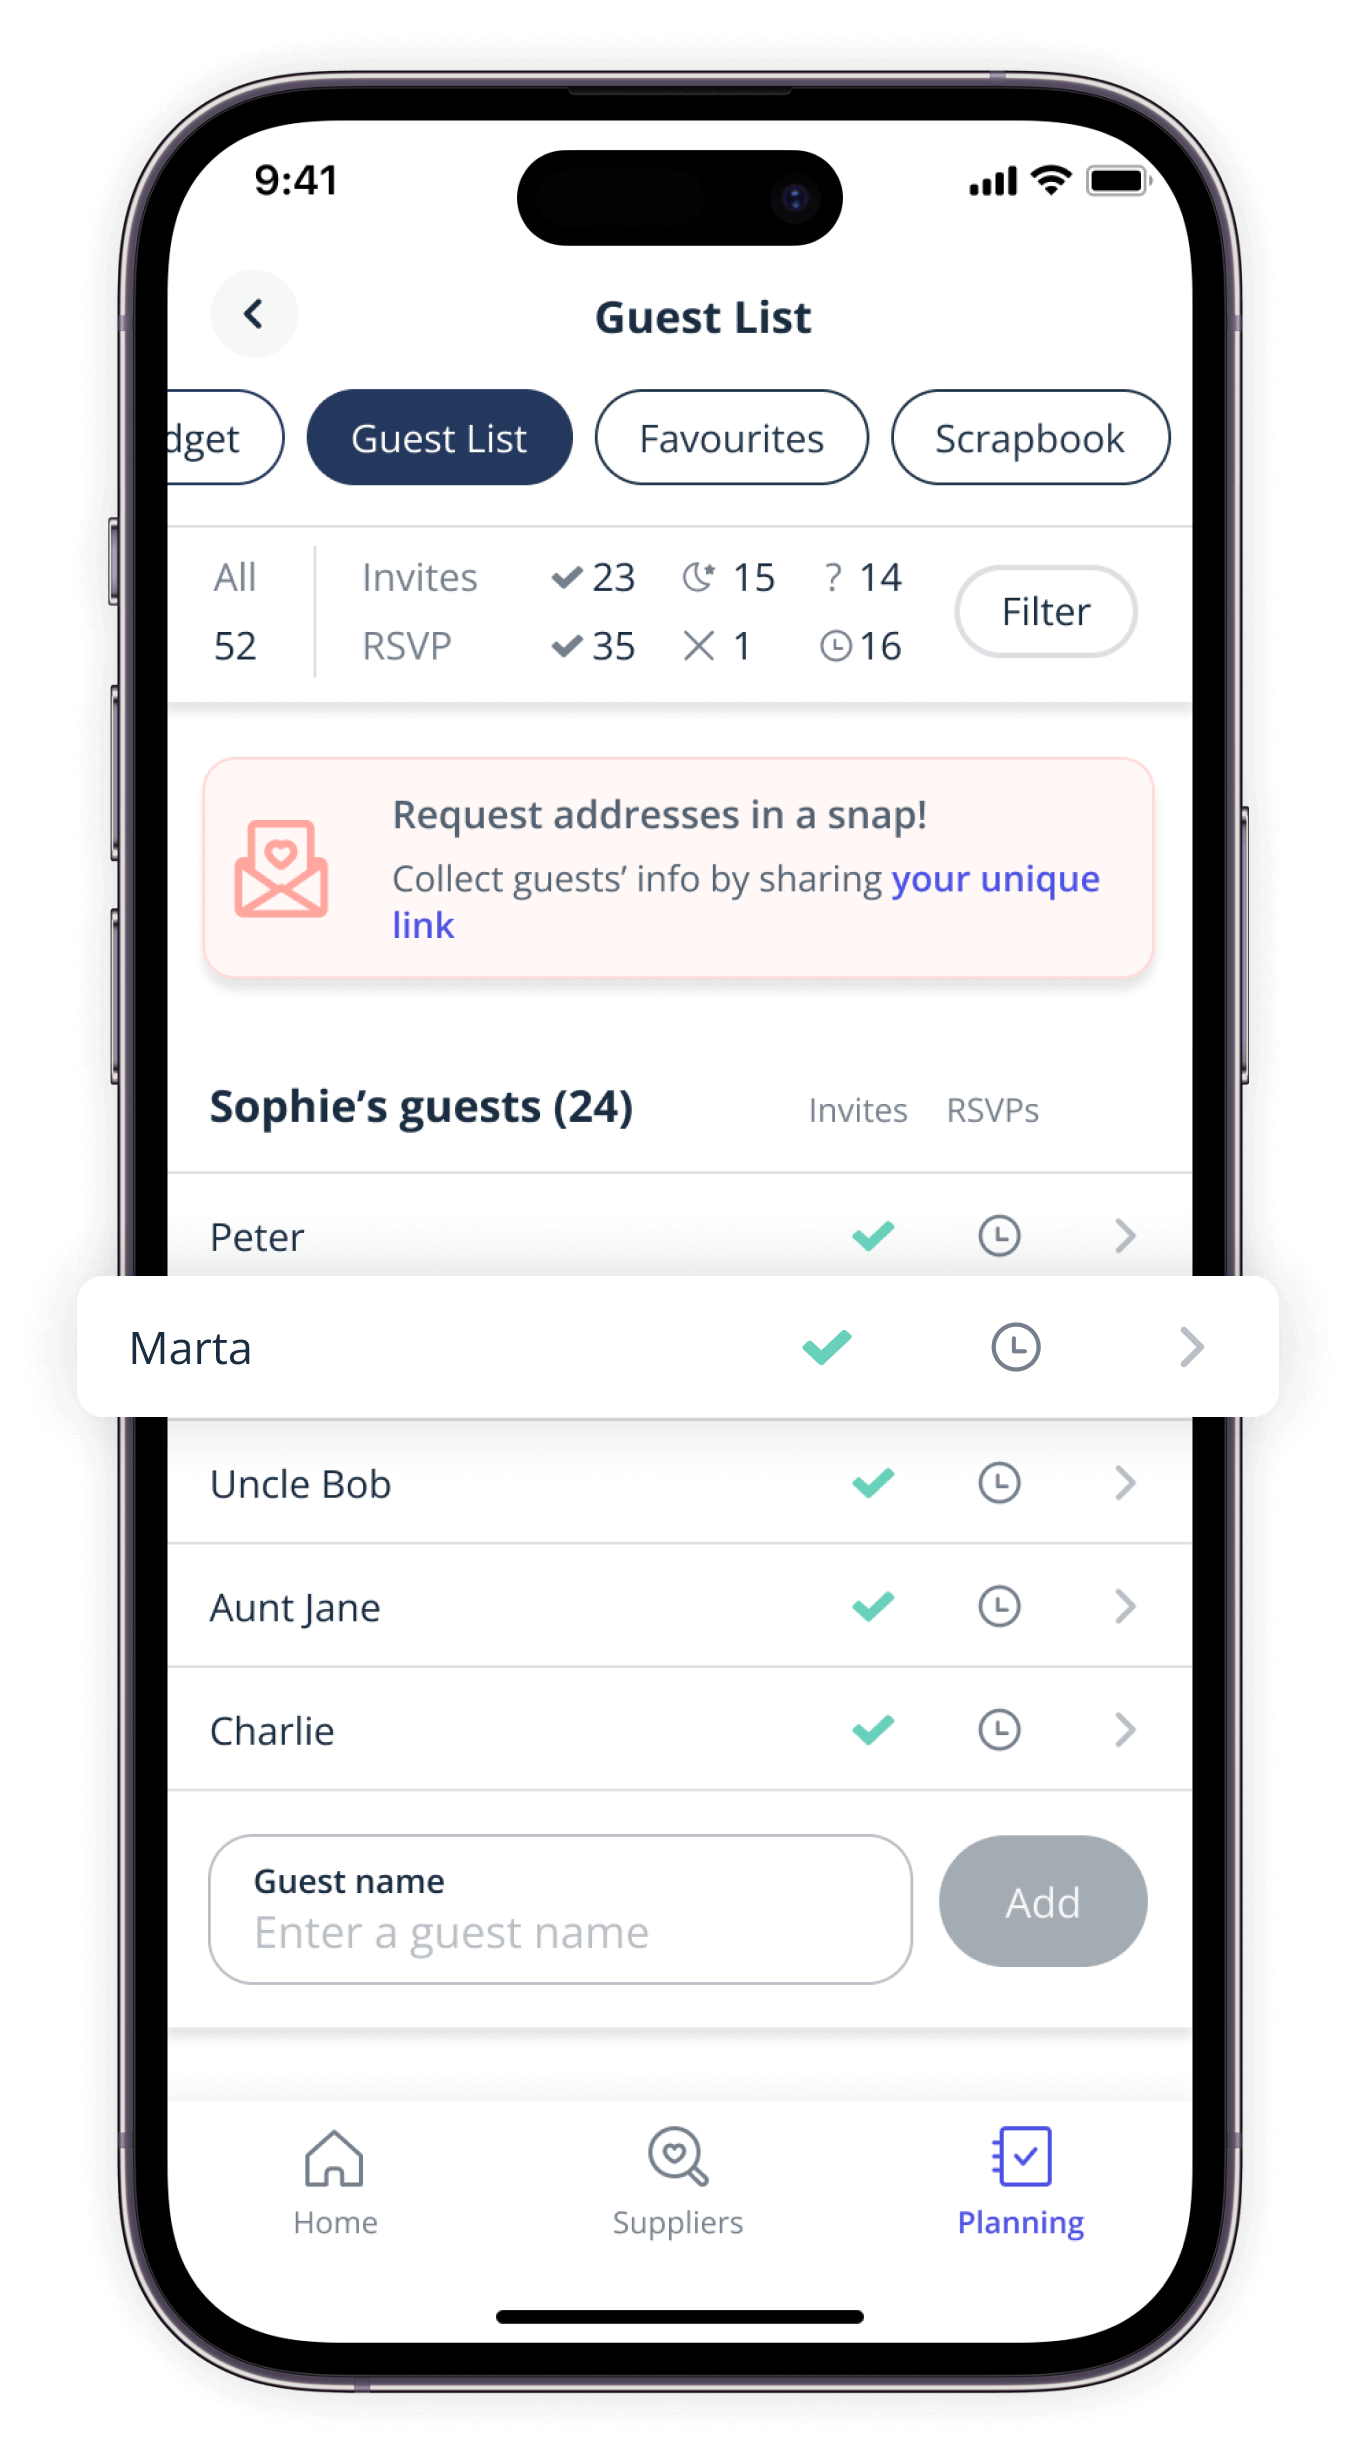 9:41
Guest List
dget Guest List Favourites Scrapbook
All Invites 23 15 ? 14 Filter
52 RSVP 35 1 16
Request addresses in a snap!
Collect guests’ info by sharing your unique
link
Sophie’s guests (24) Invites RSVPs
Peter
Marta
Uncle Bob
Aunt Jane
Charlie
Guest name
Enter a guest name
Add
Home Suppliers Planning